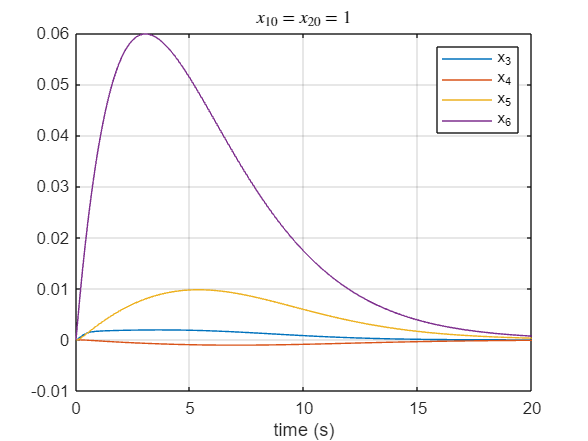 x₁₀ = x₂₀ = 1
0.06
x₃
0.05
x₄
x₅
0.04
x₆
0.03
0.02
0.01
0
-0.01
0 5 10 15 20
time (s)